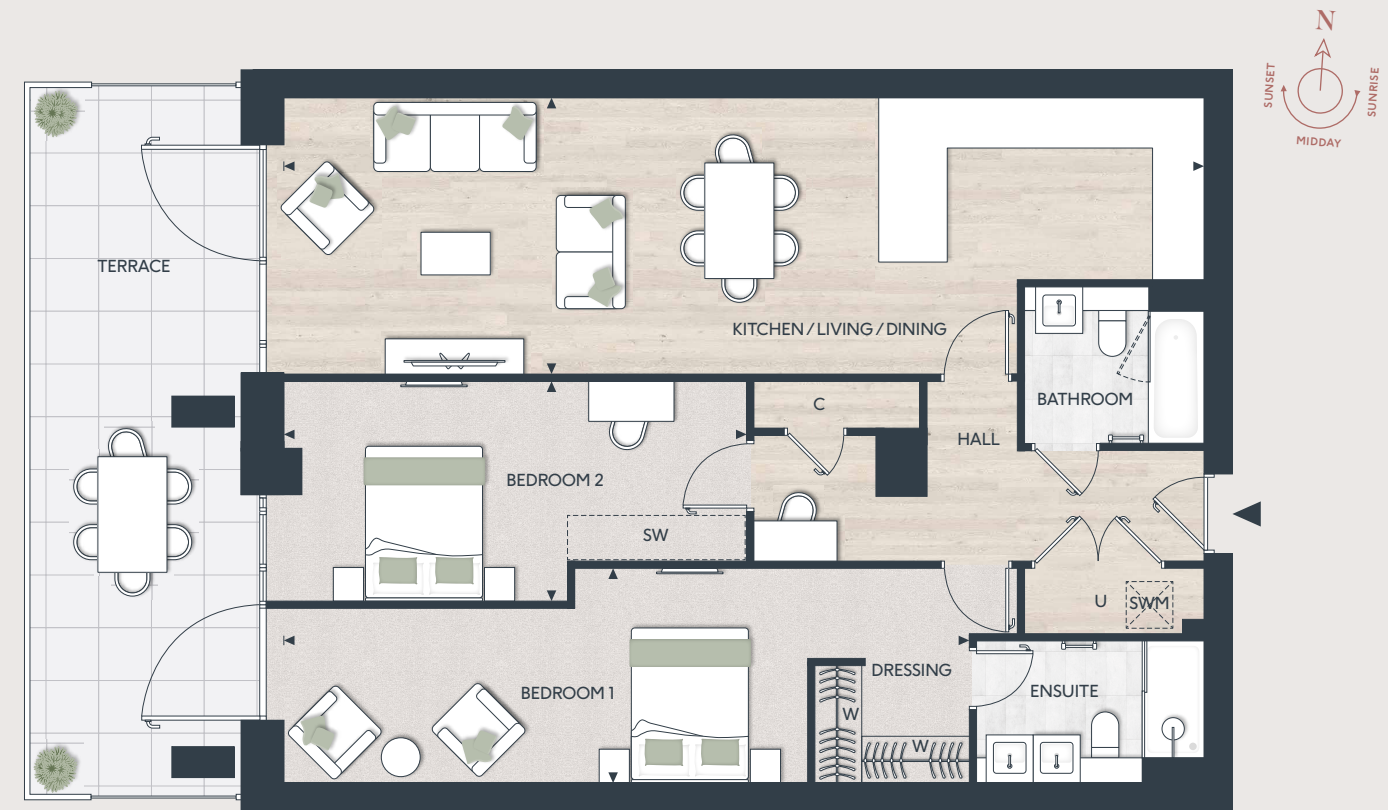 N
SUNSET
SUNRISE
MIDDAY
TERRACE
KITCHEN / LIVING / DINING
BATHROOM
C
HALL
BEDROOM 2
SW
U
SWM
DRESSING
BEDROOM 1
ENSUITE
W
W